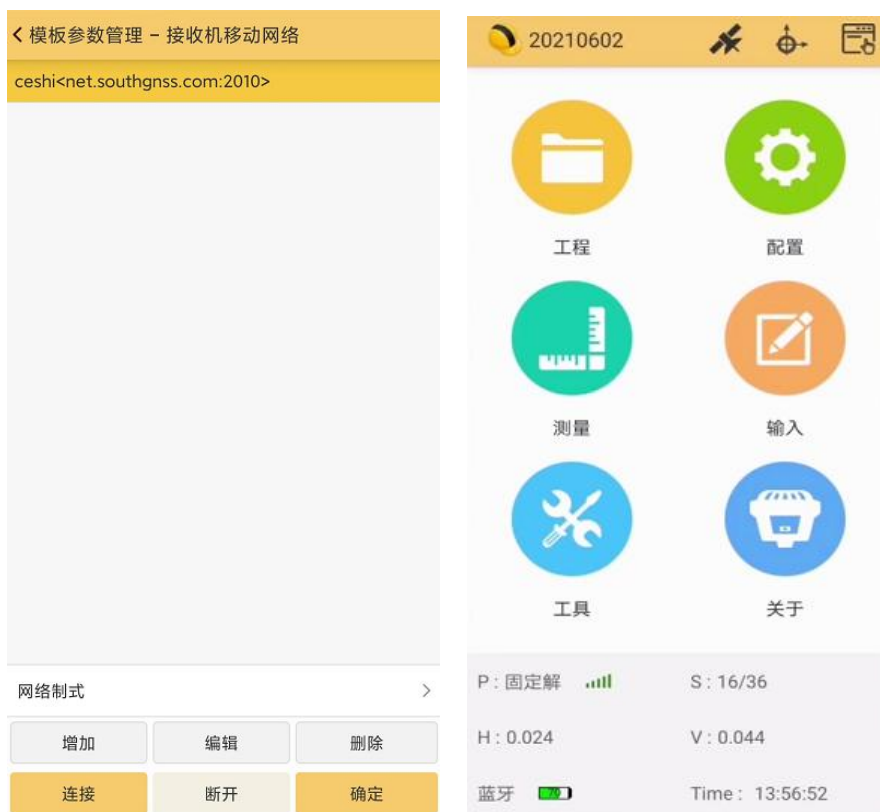 模板参数管理 – 接收机移动网络
ceshi<net.southgnss.com:2010>
网络制式
增加 编辑 删除
连接 断开 确定
20210602
工程 配置
测量 输入
工具 关于
P : 固定解 S : 16/36
H : 0.024 V : 0.044
蓝牙 70 Time : 13:56:52